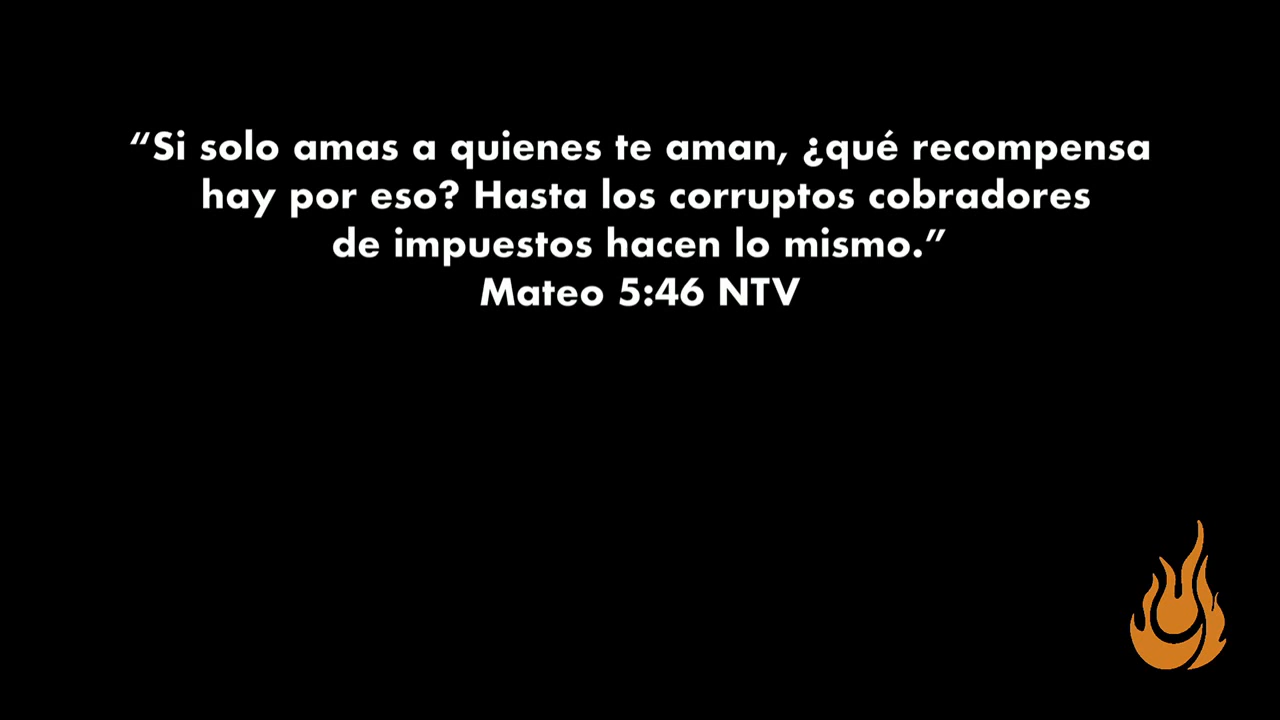 “Si solo amas a quienes te aman, ¿qué recompensa
hay por eso? Hasta los corruptos cobradores
de impuestos hacen lo mismo.”
Mateo 5:46 NTV